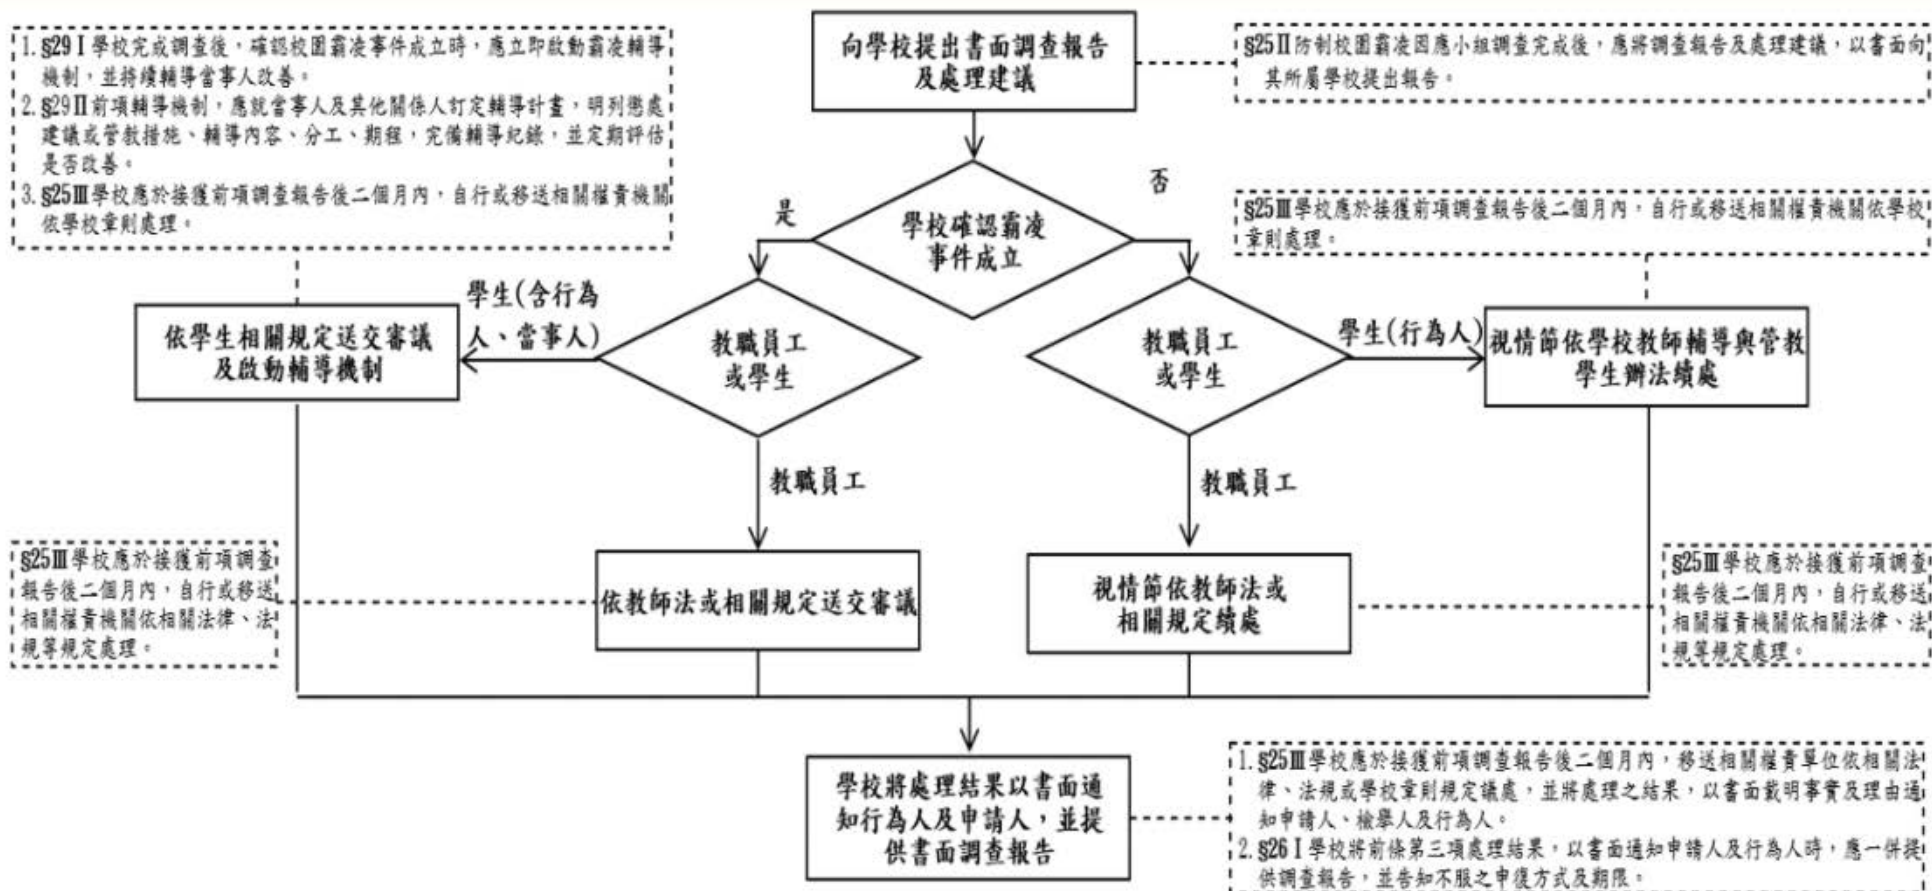 1. §29Ⅰ學校完成調查後,確認校園霸凌事件成立時,應立即啟動霸凌輔導
機制,並持續輔導當事人改善。
2. §29Ⅱ前項輔導機制,應就當事人及其他關係人訂定輔導計畫,明列懲處
建議或管教措施、輔導內容、分工、期程,完備輔導紀錄,並定期評估
是否改善。
3. §25Ⅲ學校應於接獲前項調查報告後二個月內,自行或移送相關權責機關
依學校章則處理。
向學校提出書面調查報告
及處理建議
§25Ⅱ防制校園霸凌因應小組調查完成後,應將調查報告及處理建議,以書面向
其所屬學校提出報告。
是
學校確認霸凌
事件成立
否
§25Ⅲ學校應於接獲前項調查報告後二個月內,自行或移送相關權責機關依學校
章則處理。
依學生相關規定送交審議
及啟動輔導機制
學生(含行為
人、當事人)
教職員工
或學生
教職員工
或學生
學生(行為人)
視情節依學校教師輔導與管教
學生辦法續處
教職員工
教職員工
§25Ⅲ學校應於接獲前項調查
報告後二個月內,自行或移送
相關權責機關依相關法律、法
規等規定處理。
依教師法或相關規定送交審議
視情節依教師法或
相關規定續處
§25Ⅲ學校應於接獲前項調查
報告後二個月內,自行或移送
相關權責機關依相關法律、法
規等規定處理。
學校將處理結果以書面通
知行為人及申請人,並提
供書面調查報告
1. §25Ⅲ學校應於接獲前項調查報告後二個月內,移送相關權責單位依相關法
律、法規或學校章則規定議處,並將處理之結果,以書面載明事實及理由通
知申請人、檢舉人及行為人。
2. §26Ⅰ學校將前條第三項處理結果,以書面通知申請人及行為人時,應一併提
供調查報告,並告知不服之申復方式及期限。